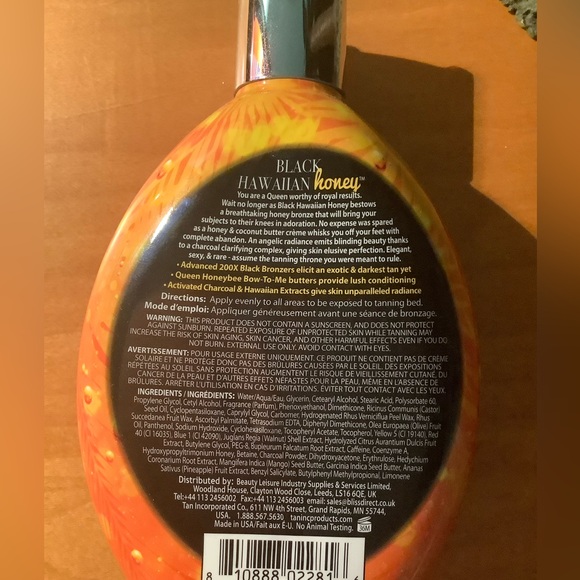 BLACK
HAWAIIAN honey™
You are a Queen worthy of royal results.
Wait no longer as Black Hawaiian Honey bestows
a breathtaking honey bronze that will bring your
subjects to their knees in adoration. No expense was spared
as a honey & coconut butter crème whisks you off your feet with
complete abandon. An angelic radiance emits blinding beauty thanks
to a charcoal clarifying complex, giving skin elusive perfection. Elegant,
sexy, & rare - assume the tanning throne you were meant to rule.
• Advanced 200X Black Bronzers elicit an exotic & darkest tan yet
• Queen Honeybee Bow-To-Me butters provide lush conditioning
• Activated Charcoal & Hawaiian Extracts give skin unparalleled radiance
Directions: Apply evenly to all areas to be exposed to tanning bed.
Mode d'emploi: Appliquer généreusement avant une séance de bronzage.
WARNING: THIS PRODUCT DOES NOT CONTAIN A SUNSCREEN, AND DOES NOT PROTECT
AGAINST SUNBURN. REPEATED EXPOSURE OF UNPROTECTED SKIN WHILE TANNING MAY
INCREASE THE RISK OF SKIN AGING, SKIN CANCER, AND OTHER HARMFUL EFFECTS EVEN IF YOU DO
NOT BURN. EXTERNAL USE ONLY. AVOID CONTACT WITH EYES.
AVERTISSEMENT: POUR USAGE EXTERNE UNIQUEMENT. CE PRODUIT NE CONTIENT PAS DE CRÈME
SOLAIRE ET NE PROTÈGE DONC PAS DES BRÛLURES CAUSÉES PAR LE SOLEIL. DES EXPOSITIONS
RÉPÉTÉES AU SOLEIL SANS PROTECTION AUGMENTENT LE RISQUE DE VIEILLISSEMENT CUTANÉ, DU
CANCER DE LA PEAU ET D'AUTRES EFFETS NÉFASTES POUR LA PEAU, MÊME EN L'ABSENCE DE
BRÛLURES. ARRÊTER L'UTILISATION EN CAS D'IRRITATIONS. ÉVITER TOUT CONTACT AVEC LES YEUX.
INGREDIENTS / INGRÉDIENTS: Water/Aqua/Eau, Glycerin, Cetearyl Alcohol, Stearic Acid, Polysorbate 60,
Propylene Glycol, Cetyl Alcohol, Fragrance (Parfum), Phenoxyethanol, Dimethicone, Ricinus Communis (Castor)
Seed Oil, Cyclopentasiloxane, Caprylyl Glycol, Carbomer, Hydrogenated Rhus Verniciflua Peel Wax, Rhus
Succedanea Fruit Wax, Ascorbyl Palmitate, Tetrasodium EDTA, Diphenyl Dimethicone, Olea Europaea (Olive) Fruit
Oil, Panthenol, Sodium Hydroxide, Cyclohexasiloxane, Tocopheryl Acetate, Tocopherol, Yellow 5 (CI 19140), Red
40 (CI 16035), Blue 1 (CI 42090), Juglans Regia (Walnut) Shell Extract, Hydrolyzed Citrus Aurantium Dulcis Fruit
Extract, Butylene Glycol, PEG-8, Bupleurum Falcatum Root Extract, Caffeine, Coenzyme A,
Hydroxypropyltrimonium Honey, Betaine, Charcoal Powder, Dihydroxyacetone, Erythrulose, Hedychium
Coronarium Root Extract, Mangifera Indica (Mango) Seed Butter, Garcinia Indica Seed Butter, Ananas
Sativus (Pineapple) Fruit Extract, Benzyl Salicylate, Butylphenyl Methylpropional, Limonene
Distributed by: Beauty Leisure Industry Supplies & Services Limited,
Woodland House, Clayton Wood Close, Leeds, LS16 6QE, UK
Tel:+44 113 2456002 Fax:+44 113 2456003 email: sales@blissdirect.co.uk
Tan Incorporated Co., 611 NW 4th Street, Grand Rapids, MN 55744,
USA. 1.888.567.5630 tanincproducts.com
Made in USA/Fait aux É-U. No Animal Testing.
36M
8 10888 02281 4